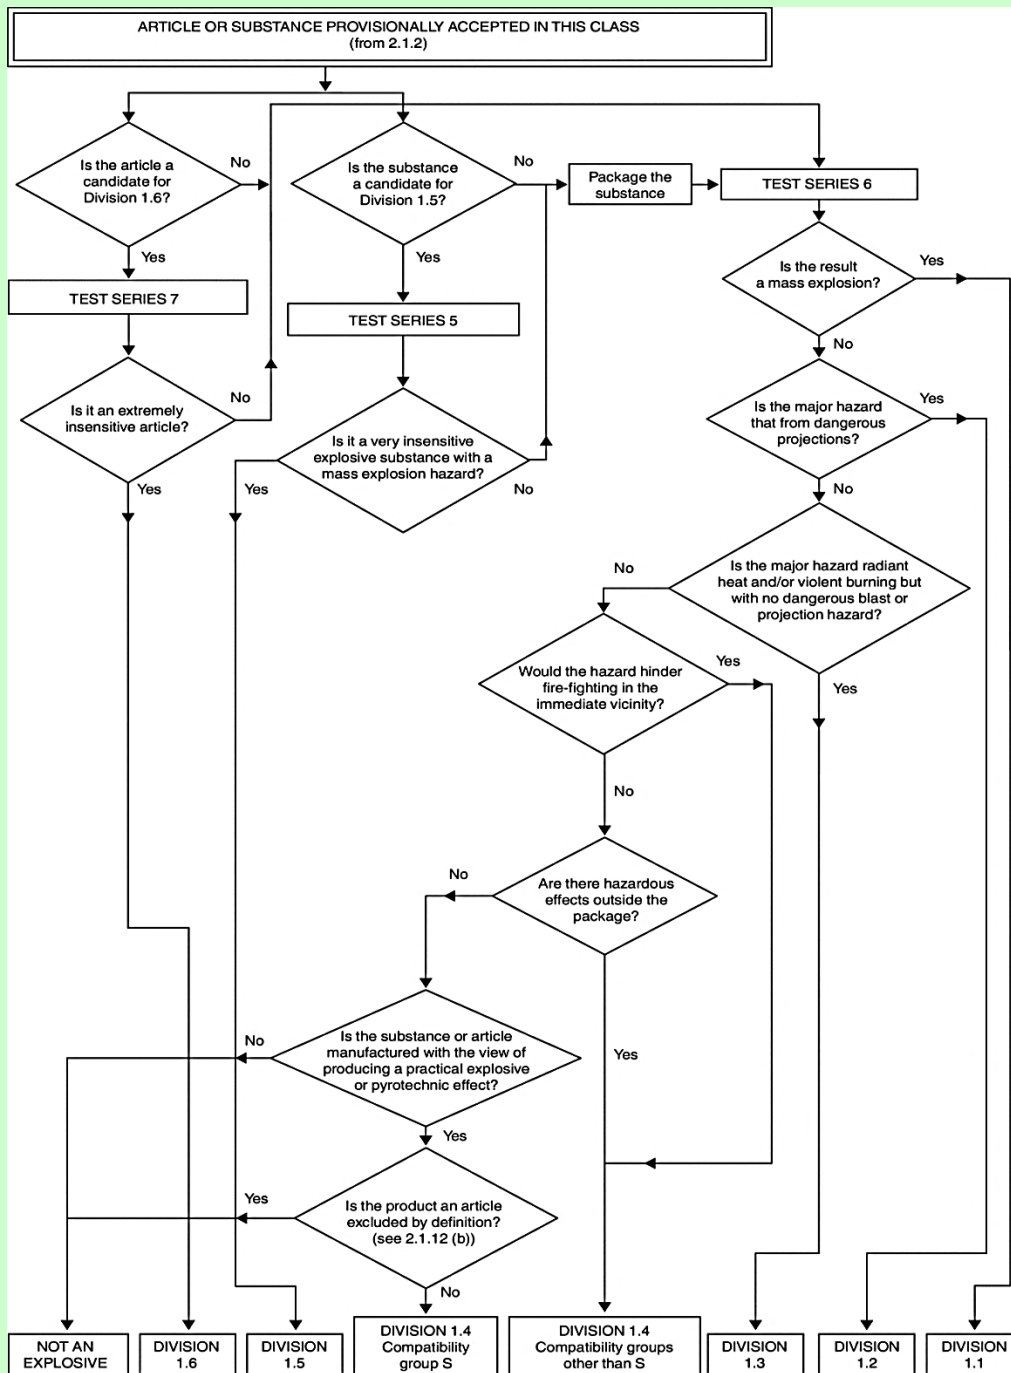 ARTICLE OR SUBSTANCE PROVISIONALLY ACCEPTED IN THIS CLASS
(from 2.1.2)
Is the article a
candidate for
Division 1.6?
No
Yes
Is the substance
a candidate for
Division 1.5?
No
Yes
Package the
substance
TEST SERIES 6
TEST SERIES 7
TEST SERIES 5
Is the result
a mass explosion?
Yes
No
Is it an extremely
insensitive article?
No
Yes
Is it a very insensitive
explosive substance with a
mass explosion hazard?
Yes
No
Is the major hazard
that from dangerous
projections?
Yes
No
Is the major hazard radiant
heat and/or violent burning but
with no dangerous blast or
projection hazard?
No
Yes
Would the hazard hinder
fire-fighting in the
immediate vicinity?
Yes
No
Are there hazardous
effects outside the
package?
No
Yes
Is the substance or article
manufactured with the view of
producing a practical explosive
or pyrotechnic effect?
No
Yes
Is the product an article
excluded by definition?
(see 2.1.12 (b))
Yes
No
NOT AN
EXPLOSIVE
DIVISION
1.6
DIVISION
1.5
DIVISION 1.4
Compatibility
group S
DIVISION 1.4
Compatibility groups
other than S
DIVISION
1.3
DIVISION
1.2
DIVISION
1.1